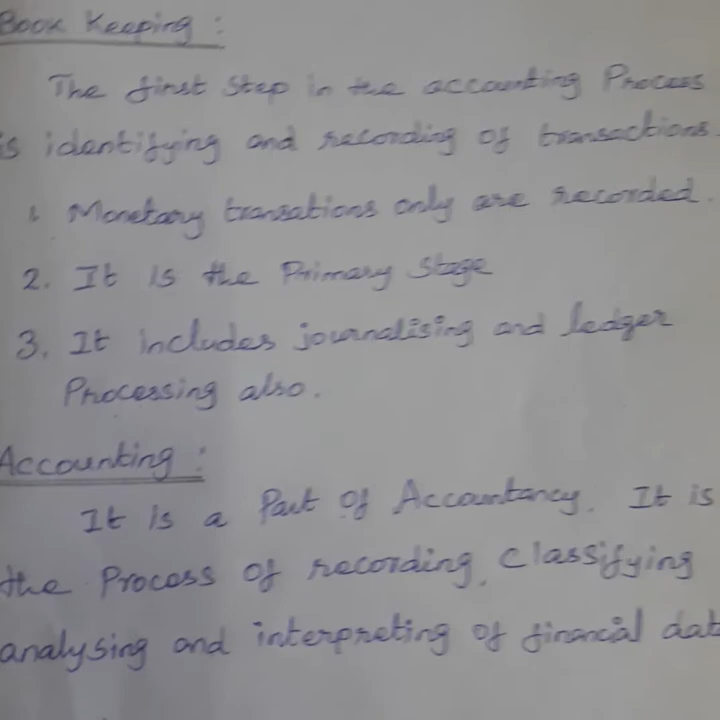 Book Keeping :
The first step in the accounting Process
is identifying and recording of transactions.
1. Monetary transations only are recorded.
2. It is the Primary stage
3. It includes journalising and ledger
Processing also.
Accounting :
It is a Part of Accountancy. It is
the Process of recording, classifying
analysing and interpreting of financial dat